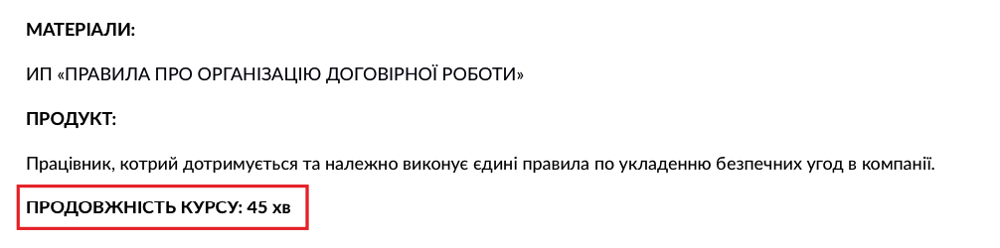 МАТЕРІАЛИ:
ИП «ПРАВИЛА ПРО ОРГАНІЗАЦІЮ ДОГОВІРНОЇ РОБОТИ»
ПРОДУКТ:
Працівник, котрий дотримується та належно виконує єдині правила по укладенню безпечних угод в компанії.
ПРОДОВЖНІСТЬ КУРСУ: 45 хв